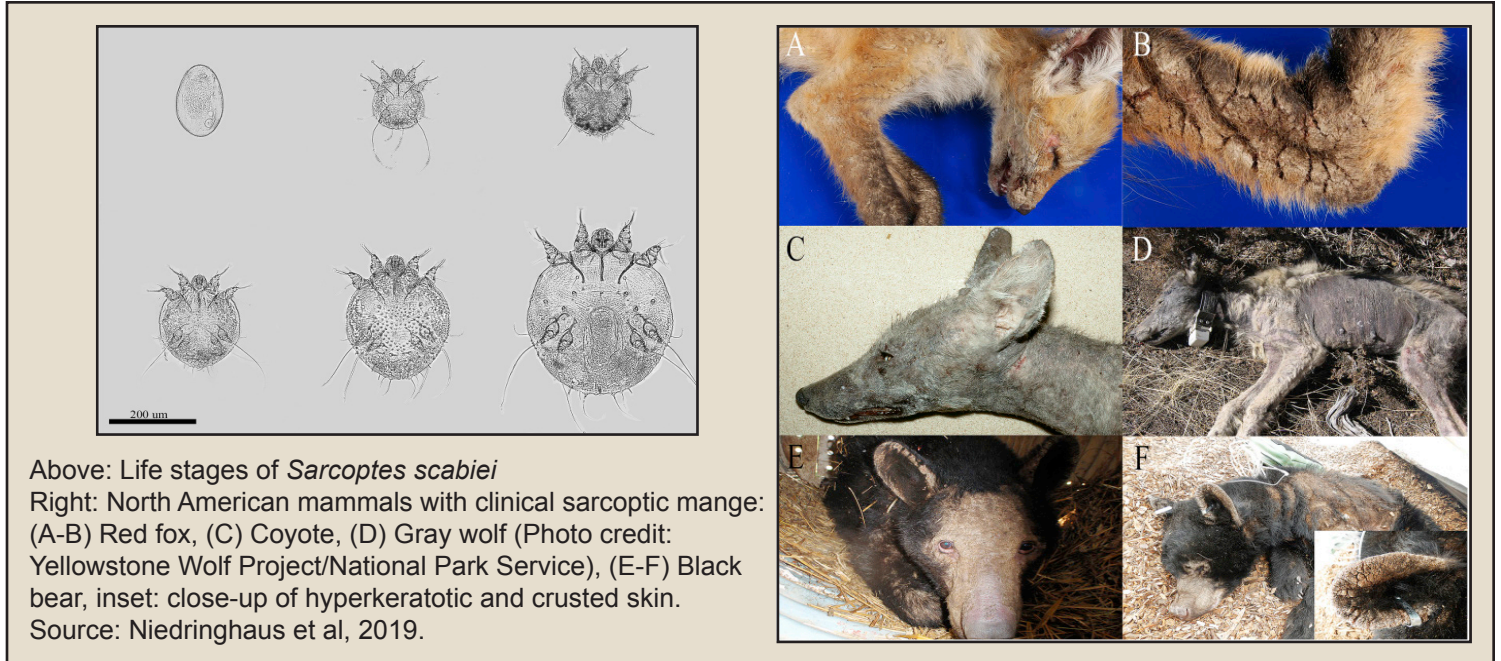 200 um
Above: Life stages of Sarcoptes scabiei
Right: North American mammals with clinical sarcoptic mange:
(A-B) Red fox, (C) Coyote, (D) Gray wolf (Photo credit:
Yellowstone Wolf Project/National Park Service), (E-F) Black
bear, inset: close-up of hyperkeratotic and crusted skin.
Source: Niedringhaus et al, 2019.
A
B
C
D
E
F